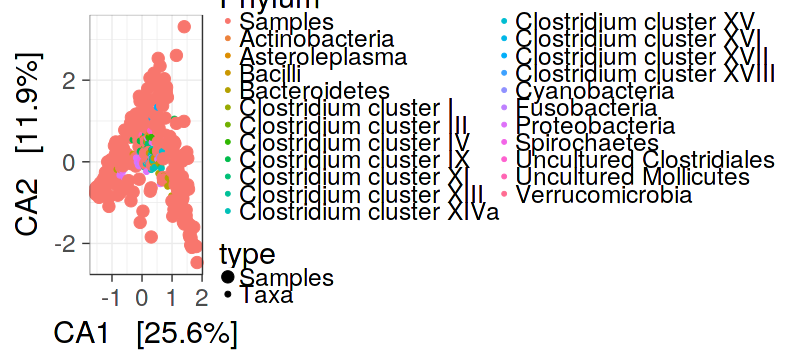 Phylum
Samples
Actinobacteria
Asteroleplasma
Bacilli
Bacteroidetes
Clostridium cluster I
Clostridium cluster III
Clostridium cluster IV
Clostridium cluster IX
Clostridium cluster XI
Clostridium cluster XIII
Clostridium cluster XIVa
Clostridium cluster XV
Clostridium cluster XVI
Clostridium cluster XVII
Clostridium cluster XVIII
Cyanobacteria
Fusobacteria
Proteobacteria
Spirochaetes
Uncultured Clostridiales
Uncultured Mollicutes
Verrucomicrobia
type
Samples
Taxa
CA2 [11.9%]
2
0
-2
-1 0 1 2
CA1 [25.6%]